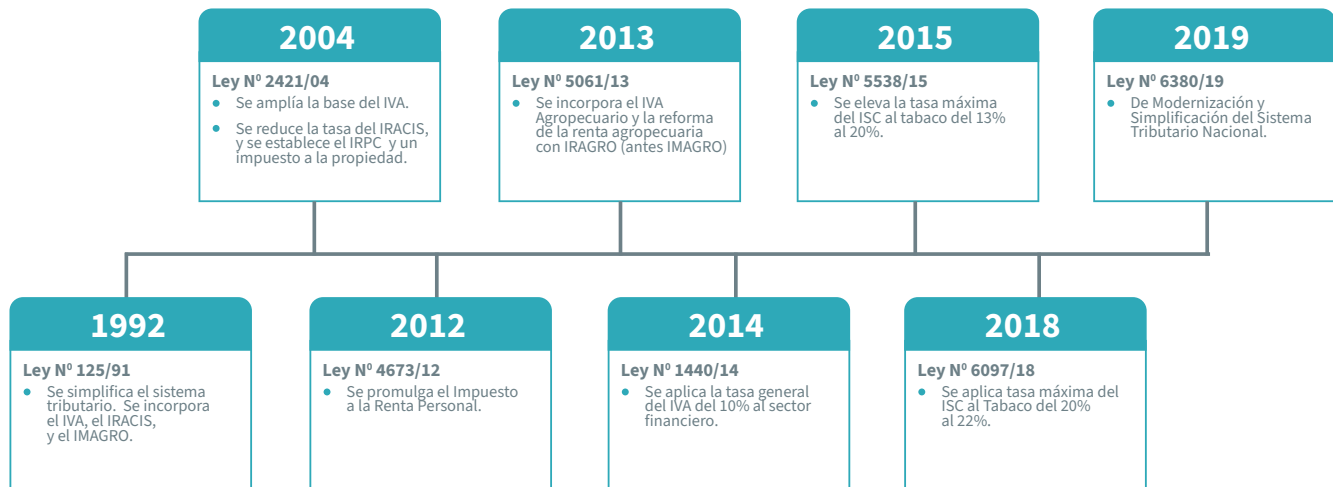 2004
Ley Nº 2421/04
• Se amplía la base del IVA.
• Se reduce la tasa del IRACIS,
y se establece el IRPC y un
impuesto a la propiedad.
2013
Ley Nº 5061/13
• Se incorpora el IVA
Agropecuario y la reforma
de la renta agropecuaria
con IRAGRO (antes IMAGRO)
2015
Ley Nº 5538/15
• Se eleva la tasa máxima
del ISC al tabaco del 13%
al 20%.
2019
Ley Nº 6380/19
• De Modernización y
Simplificación del Sistema
Tributario Nacional.
1992
Ley Nº 125/91
• Se simplifica el sistema
tributario. Se incorpora
el IVA, el IRACIS,
y el IMAGRO.
2012
Ley Nº 4673/12
• Se promulga el Impuesto
a la Renta Personal.
2014
Ley Nº 1440/14
• Se aplica la tasa general
del IVA del 10% al sector
financiero.
2018
Ley Nº 6097/18
• Se aplica tasa máxima del
ISC al Tabaco del 20%
al 22%.